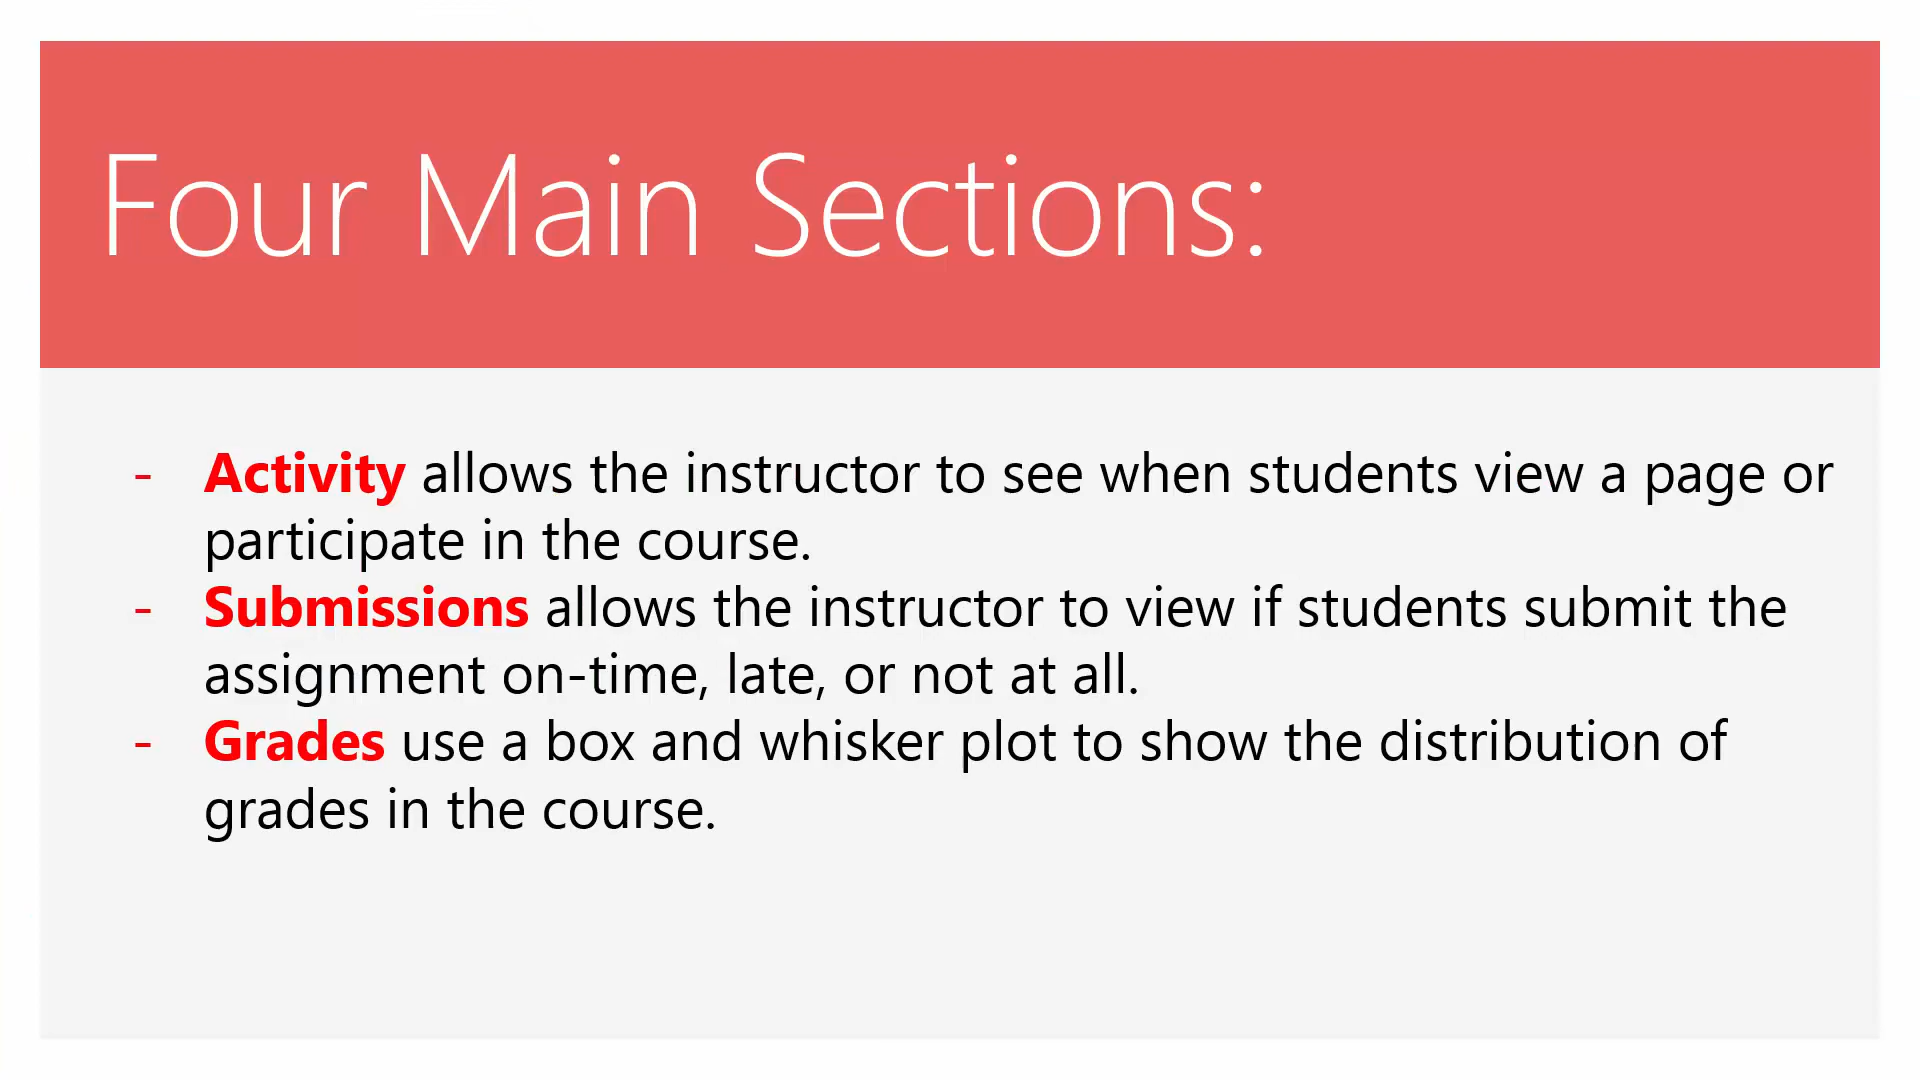 Four Main Sections:
- Activity allows the instructor to see when students view a page or
participate in the course.
- Submissions allows the instructor to view if students submit the
assignment on-time, late, or not at all.
- Grades use a box and whisker plot to show the distribution of
grades in the course.